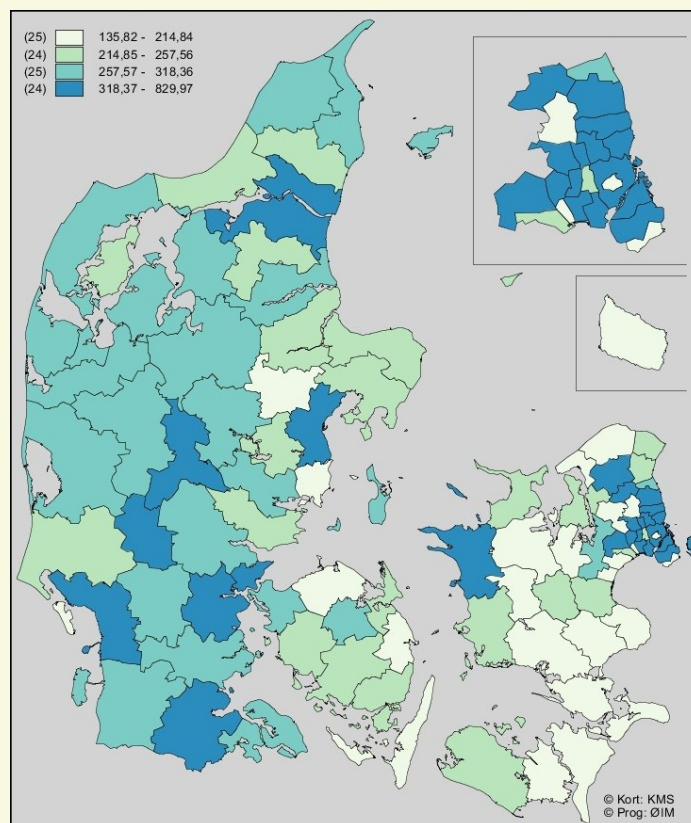 (25) 135,82 - 214,84
(24) 214,85 - 257,56
(25) 257,57 - 318,36
(24) 318,37 - 829,97
© Kort: KMS
© Prog: ØIM